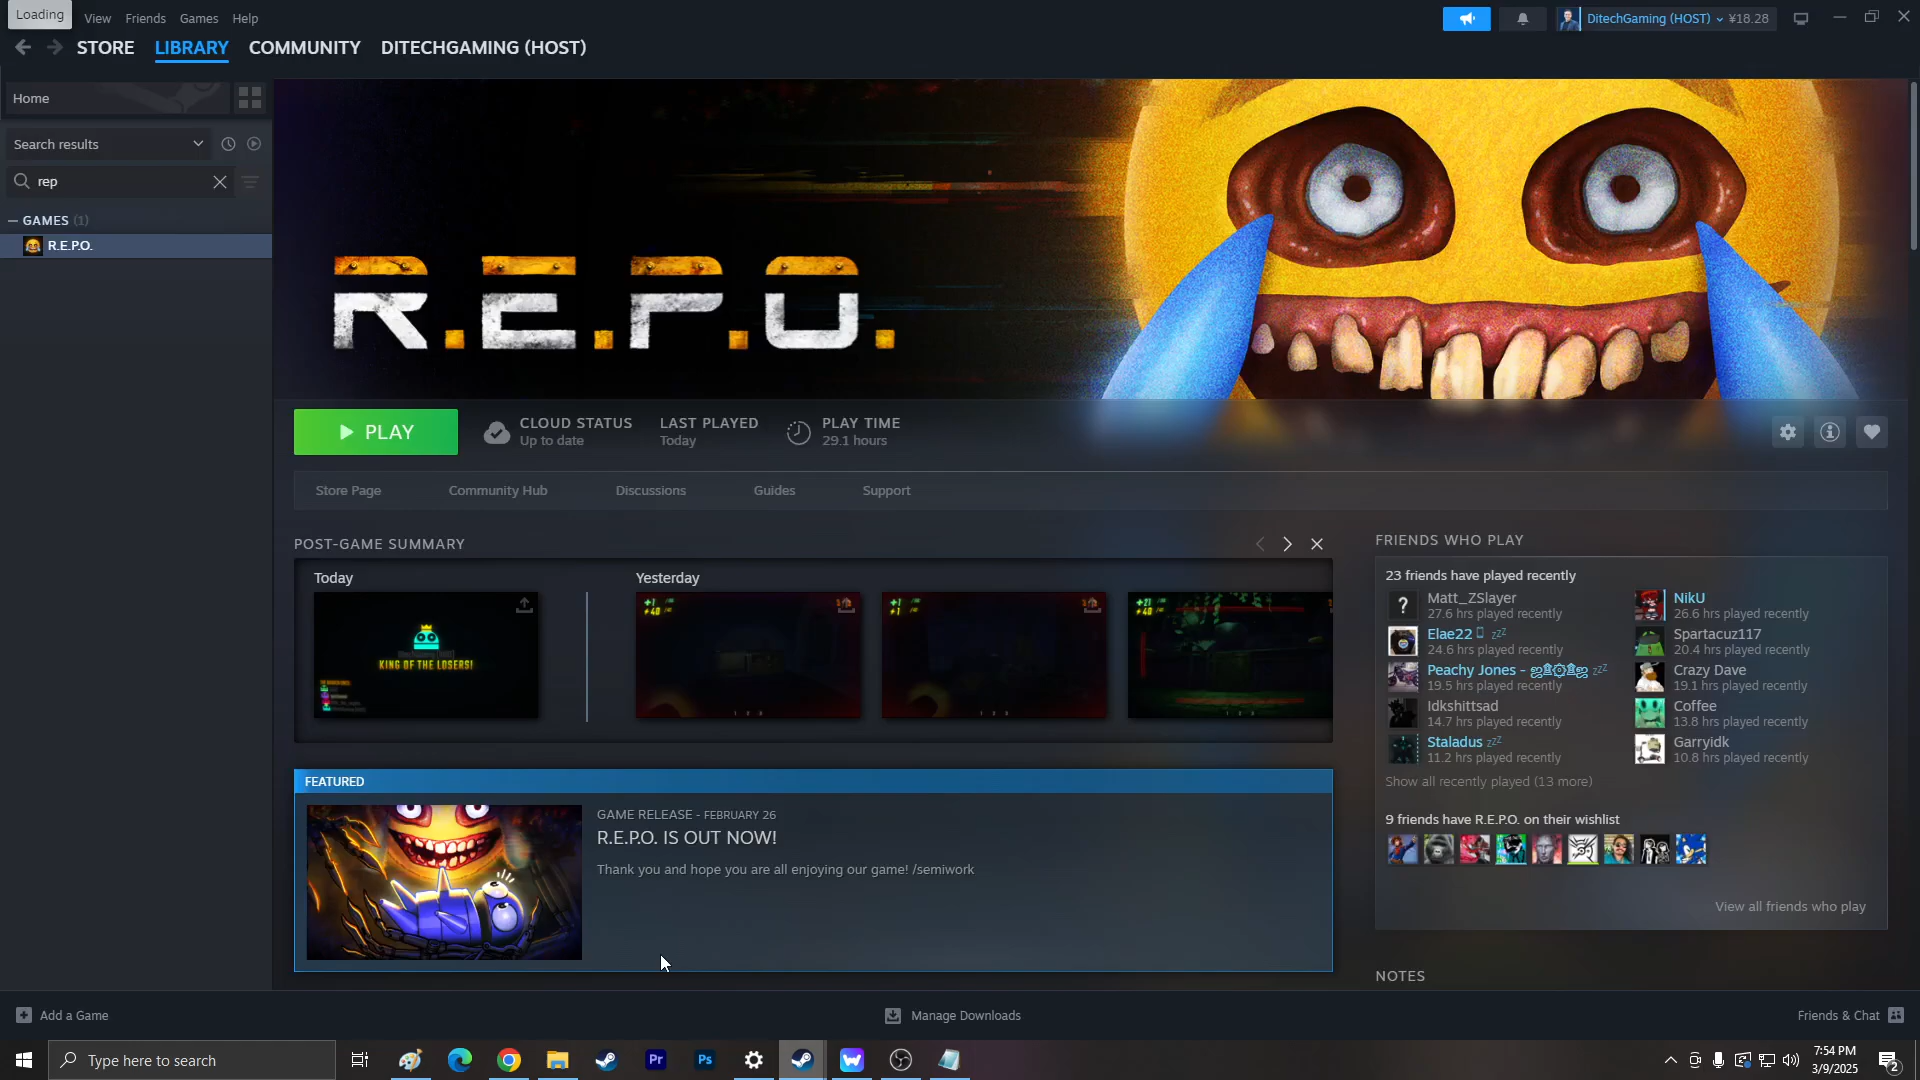 Loading View Friends Games Help
DitechGaming (HOST) ¥18.28
STORE LIBRARY COMMUNITY DITECHGAMING (HOST)
Home
Search results
rep
GAMES (1)
R.E.P.O.
R.E.P.O.
PLAY
CLOUD STATUS
Up to date
LAST PLAYED
Today
PLAY TIME
29.1 hours
Store Page Community Hub Discussions Guides Support
POST-GAME SUMMARY
Today
KING OF THE LOSERS!
Yesterday
FEATURED
GAME RELEASE - FEBRUARY 26
R.E.P.O. IS OUT NOW!
Thank you and hope you are all enjoying our game! /semiwork
FRIENDS WHO PLAY
23 friends have played recently
Matt_ZSlayer
27.6 hrs played recently
NikU
26.6 hrs played recently
Elae22 zzz
24.6 hrs played recently
Spartacuz117
20.4 hrs played recently
Peachy Jones - zzz
19.5 hrs played recently
Crazy Dave
19.1 hrs played recently
Idkshittsad
14.7 hrs played recently
Coffee
13.8 hrs played recently
Staladus zzz
11.2 hrs played recently
Garryidk
10.8 hrs played recently
Show all recently played (13 more)
9 friends have R.E.P.O. on their wishlist
View all friends who play
NOTES
Add a Game
Manage Downloads
Friends & Chat
Type here to search
Pr
Ps
7:54 PM
3/9/2025
2